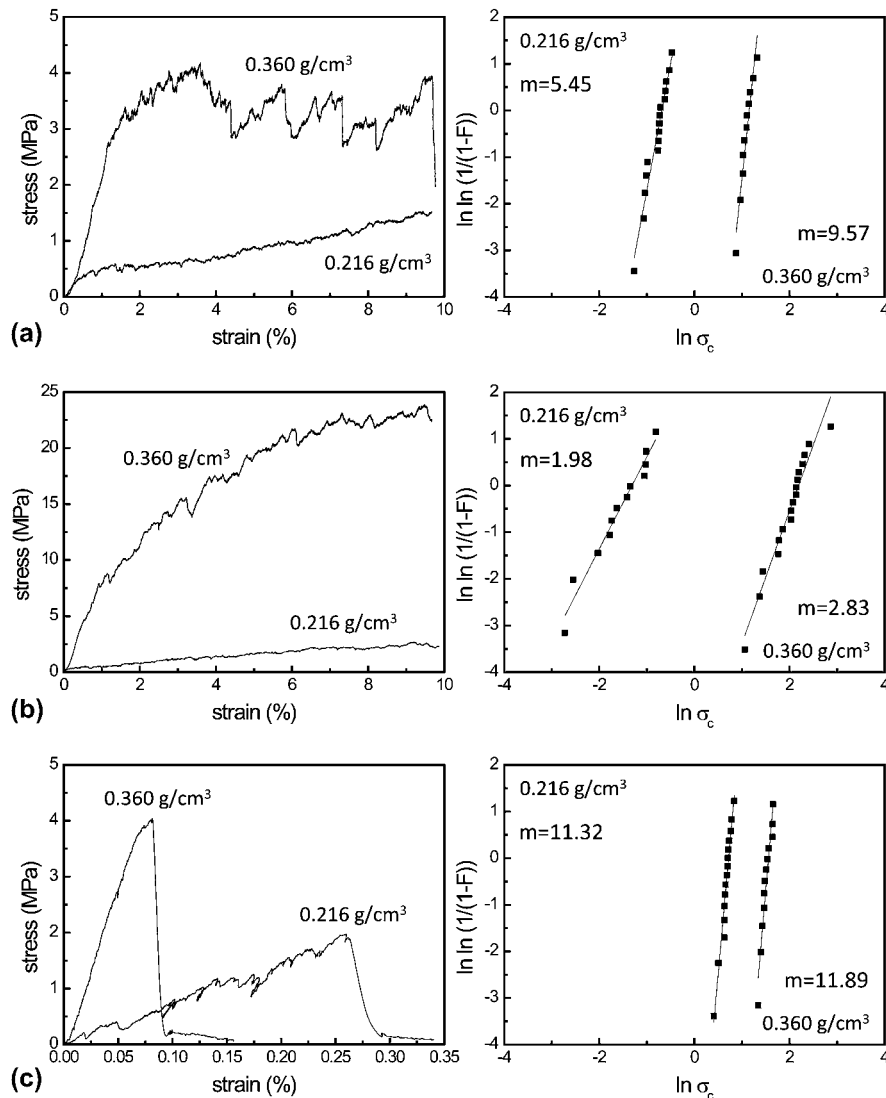 5
4
3
2
1
0
0
2
4
6
8
10
stress (MPa)
strain (%)
0.360 g/cm³
0.216 g/cm³
(a)
2
1
0
-1
-2
-3
-4
-4
-2
0
2
4
ln ln (1/(1-F))
ln σc
0.216 g/cm³
m=5.45
m=9.57
0.360 g/cm³
25
20
15
10
5
0
0
2
4
6
8
10
stress (MPa)
strain (%)
0.360 g/cm³
0.216 g/cm³
(b)
2
1
0
-1
-2
-3
-4
-4
-2
0
2
4
ln ln (1/(1-F))
ln σc
0.216 g/cm³
m=1.98
m=2.83
0.360 g/cm³
5
4
3
2
1
0
0.00
0.05
0.10
0.15
0.20
0.25
0.30
0.35
stress (MPa)
strain (%)
0.360 g/cm³
0.216 g/cm³
(c)
2
1
0
-1
-2
-3
-4
-4
-2
0
2
4
ln ln (1/(1-F))
ln σc
0.216 g/cm³
m=11.32
m=11.89
0.360 g/cm³